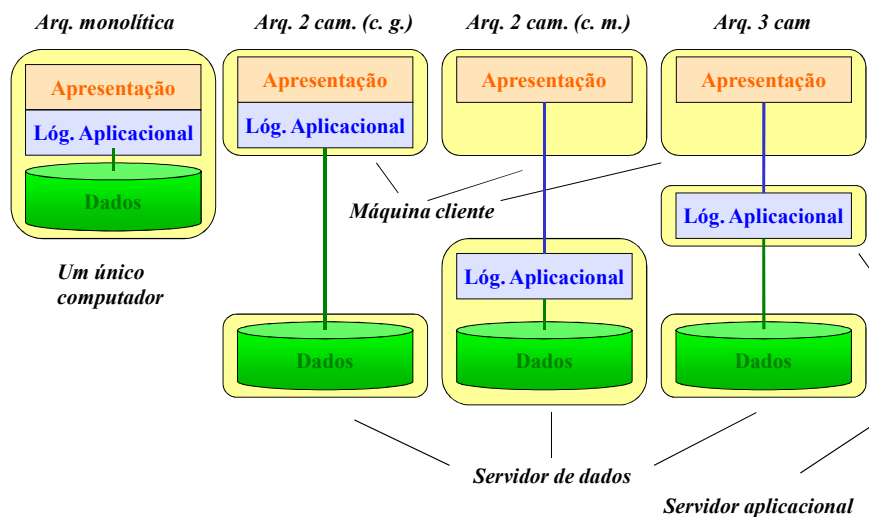 Arq. monolítica
Arq. 2 cam. (c. g.)
Arq. 2 cam. (c. m.)
Arq. 3 cam
Apresentação
Apresentação
Apresentação
Apresentação
Lóg. Aplicacional
Lóg. Aplicacional
Dados
Máquina cliente
Lóg. Aplicacional
Um único
computador
Lóg. Aplicacional
Dados
Dados
Dados
Servidor de dados
Servidor aplicacional